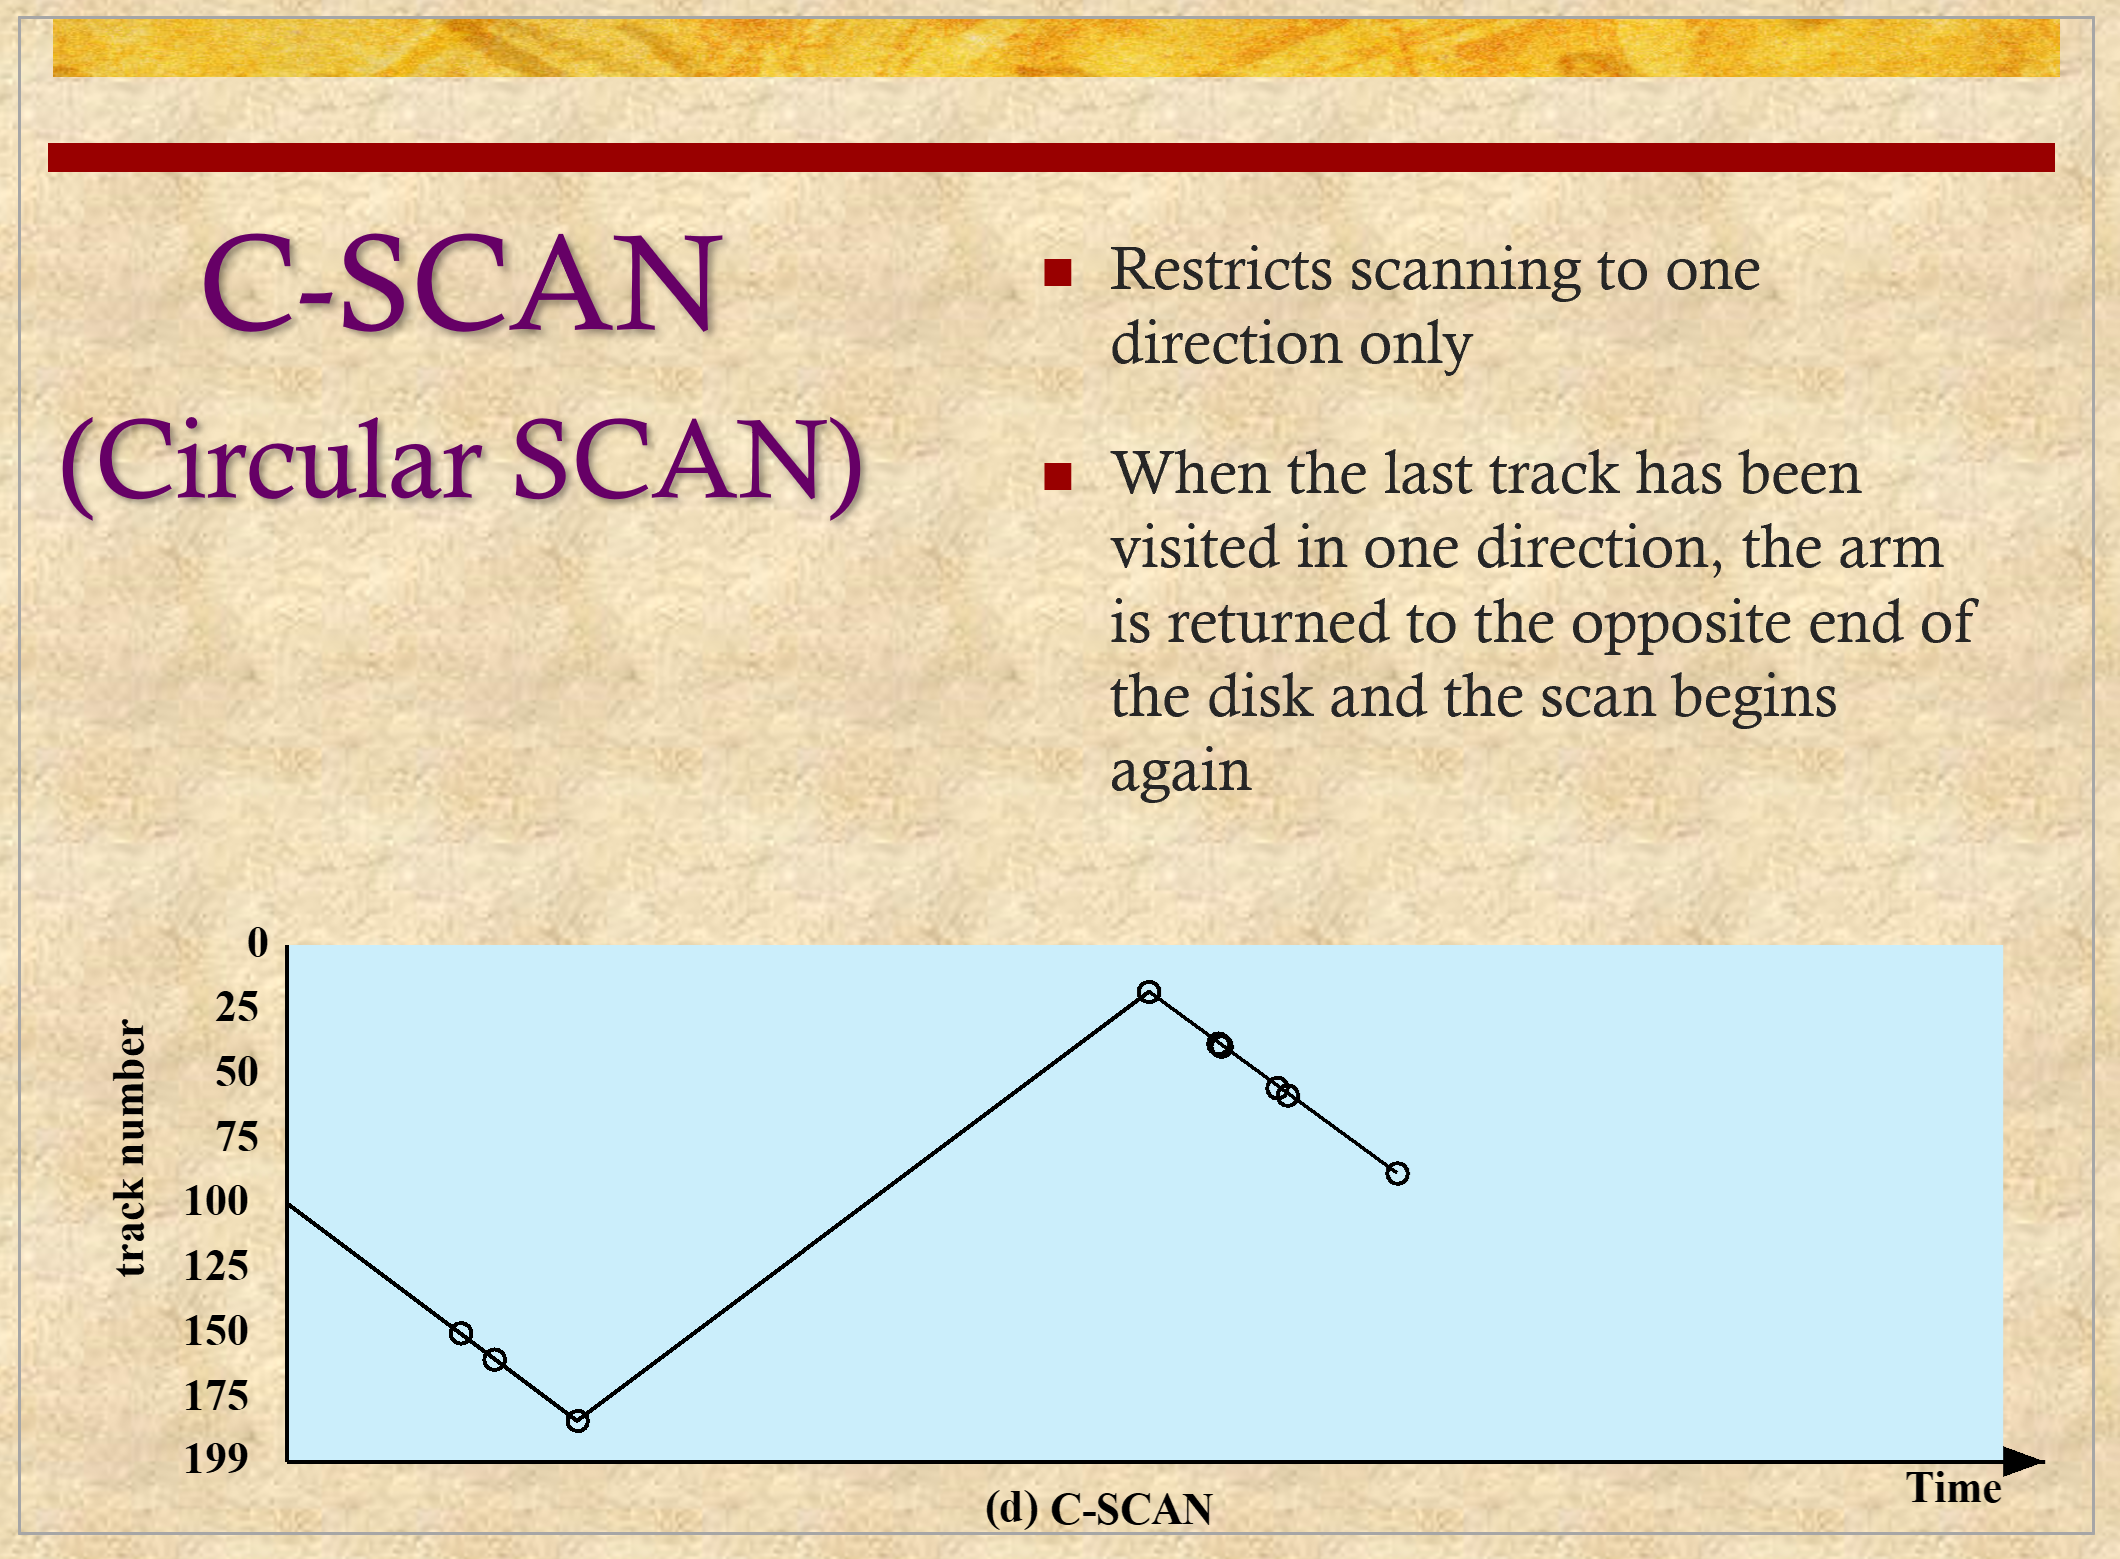 C-SCAN
(Circular SCAN)
Restricts scanning to one
direction only
When the last track has been
visited in one direction, the arm
is returned to the opposite end of
the disk and the scan begins
again
0
25
50
75
100
125
150
175
199
track number
Time
(d) C-SCAN